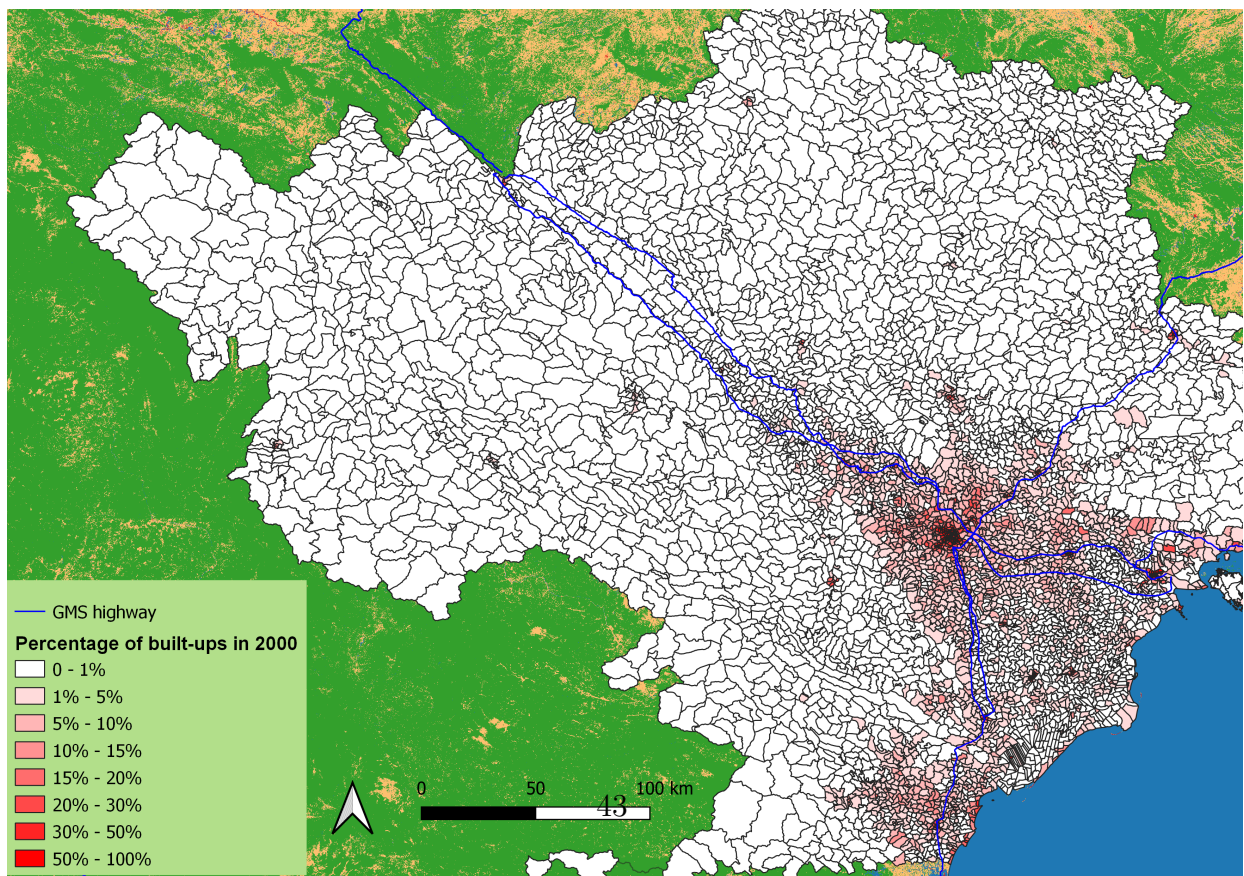 GMS highway
Percentage of built-ups in 2000
0 - 1%
1% - 5%
5% - 10%
10% - 15%
15% - 20%
20% - 30%
30% - 50%
50% - 100%
0 50 100 km
43